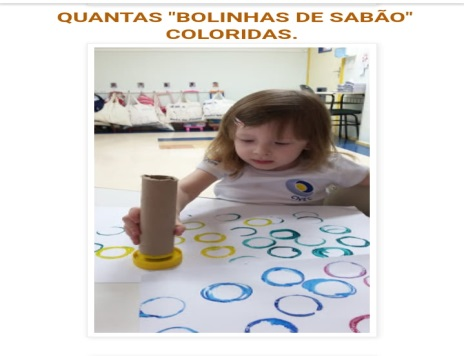 QUANTAS "BOLINHAS DE SABÃO"
COLORIDAS.